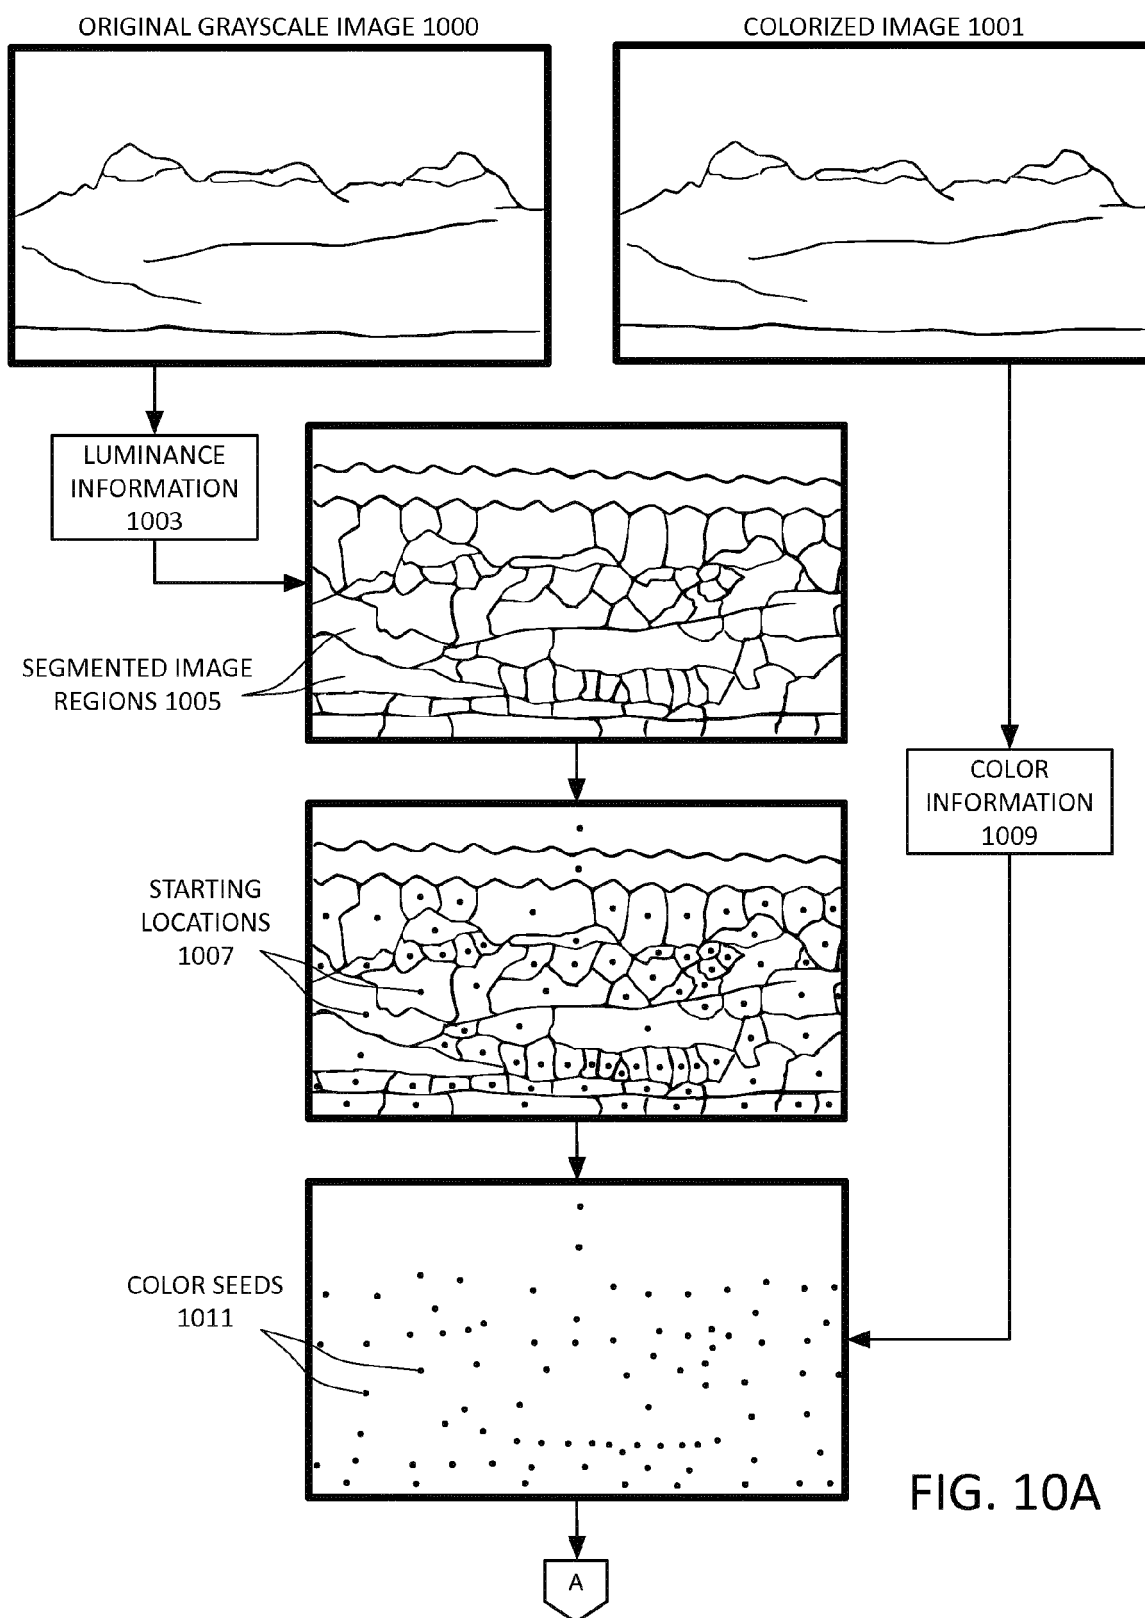 ORIGINAL GRAYSCALE IMAGE 1000
COLORIZED IMAGE 1001
LUMINANCE
INFORMATION
1003
SEGMENTED IMAGE
REGIONS 1005
COLOR
INFORMATION
1009
STARTING
LOCATIONS
1007
COLOR SEEDS
1011
FIG. 10A
A